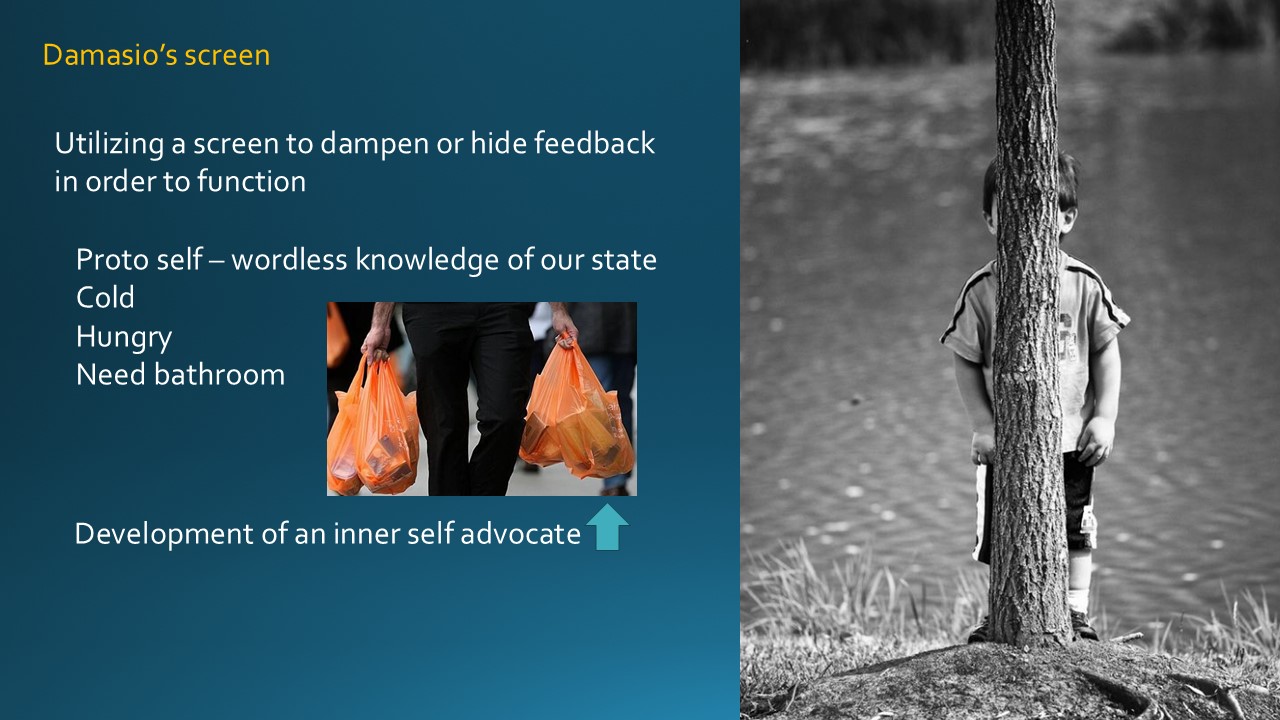 Damasio’s screen
Utilizing a screen to dampen or hide feedback
in order to function
Proto self – wordless knowledge of our state
Cold
Hungry
Need bathroom
Development of an inner self advocate